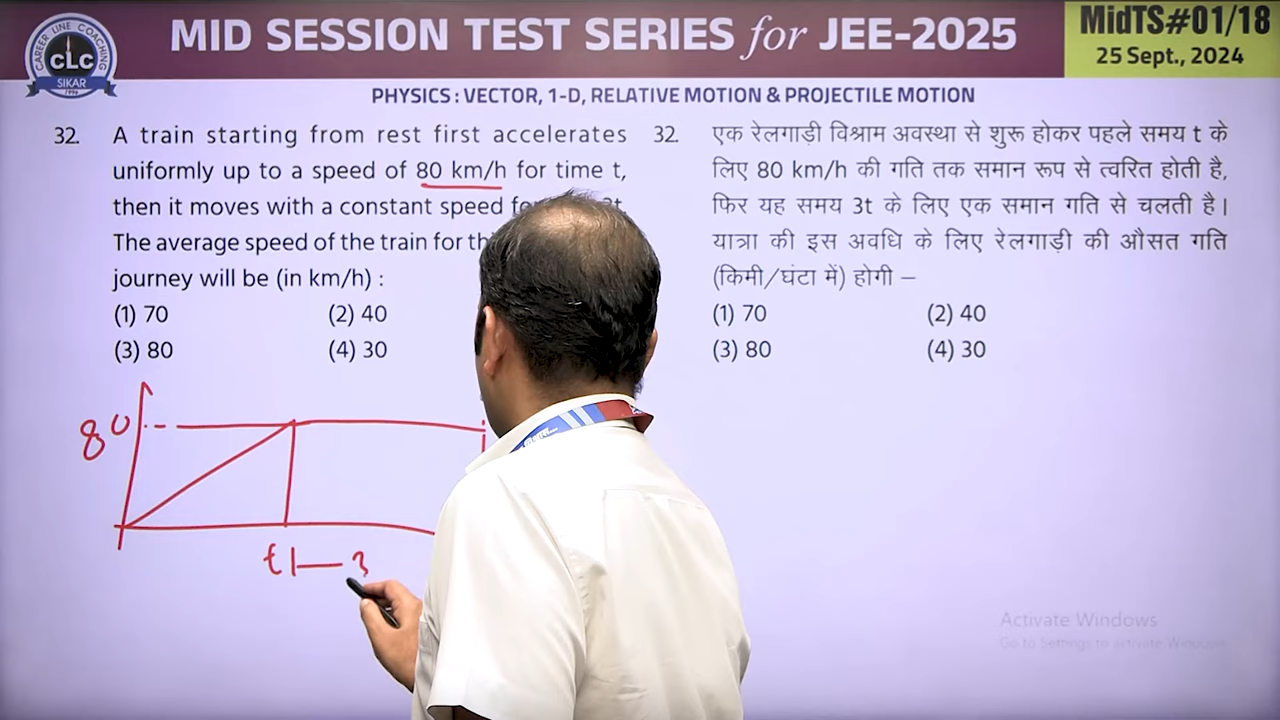 CAREER LINE COACHING
CLC
SIKAR
MID SESSION TEST SERIES for JEE-2025
MidTS#01/18
25 Sept., 2024
PHYSICS : VECTOR, 1-D, RELATIVE MOTION & PROJECTILE MOTION
32. A train starting from rest first accelerates
uniformly up to a speed of 80 km/h for time t,
then it moves with a constant speed
The average speed of the train for
journey will be (in km/h) :
(1) 70 (2) 40
(3) 80 (4) 30
32. एक रेलगाड़ी विश्राम अवस्था से शुरू होकर पहले समय t के
लिए 80 km/h की गति तक समान रूप से त्वरित होती है,
फिर यह समय 3t के लिए एक समान गति से चलती है।
यात्रा की इस अवधि के लिए रेलगाड़ी की औसत गति
(किमी/घंटा में) होगी –
(1) 70 (2) 40
(3) 80 (4) 30
80
t 3
Activate Windows
Go to Settings to activate Windows.